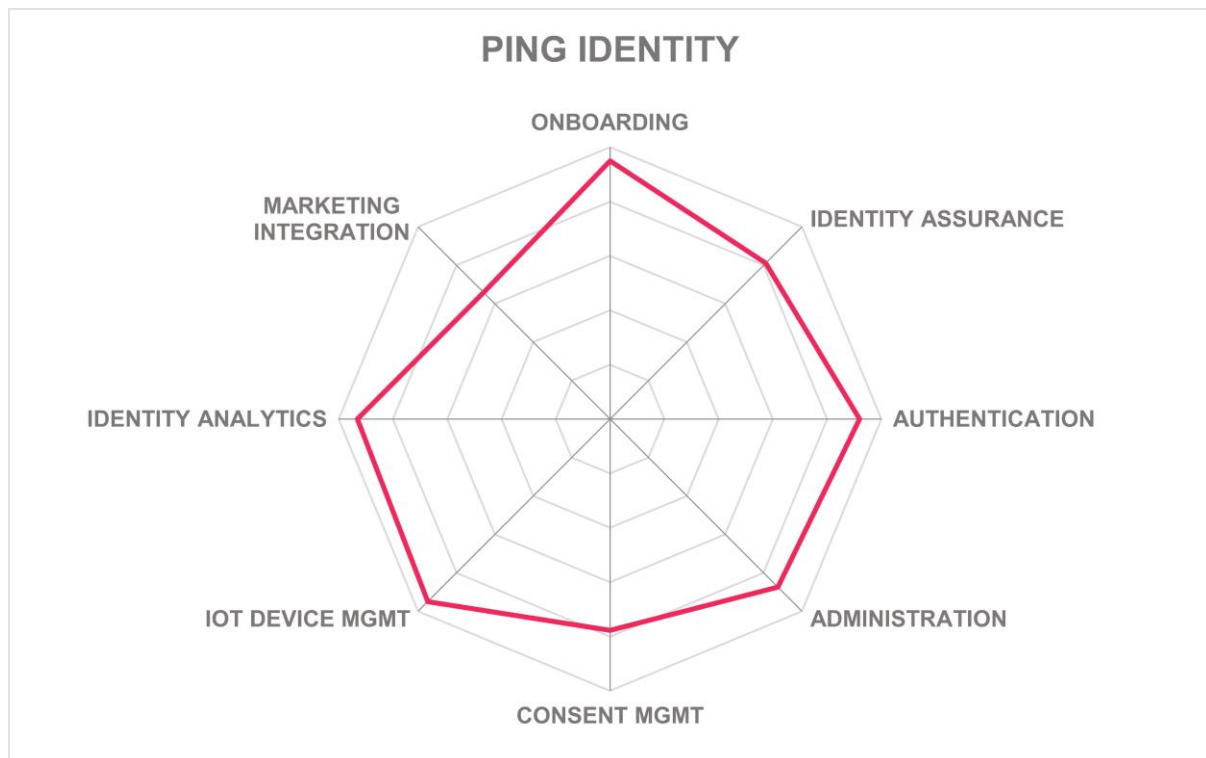 PING IDENTITY
ONBOARDING
MARKETING
INTEGRATION
IDENTITY ASSURANCE
IDENTITY ANALYTICS
AUTHENTICATION
IOT DEVICE MGMT
ADMINISTRATION
CONSENT MGMT